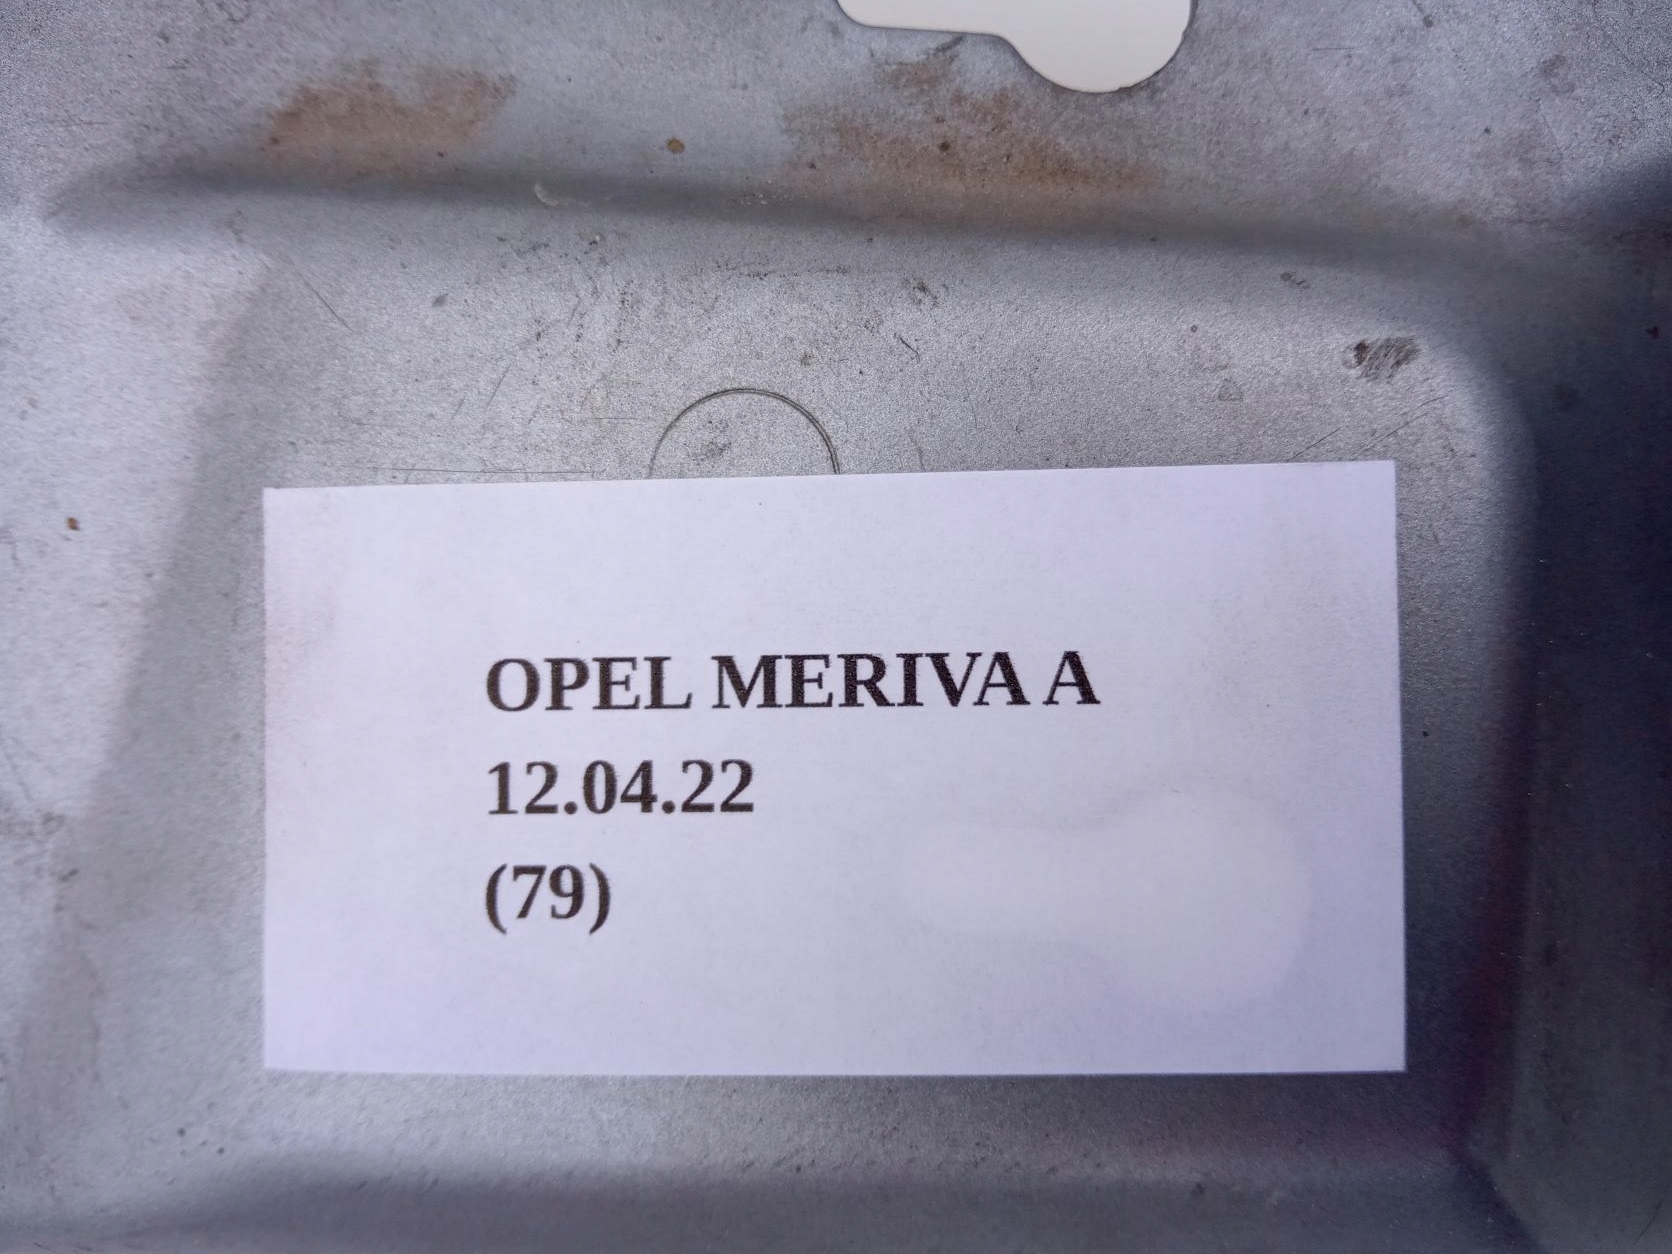 OPEL MERIVA A
12.04.22
(79)